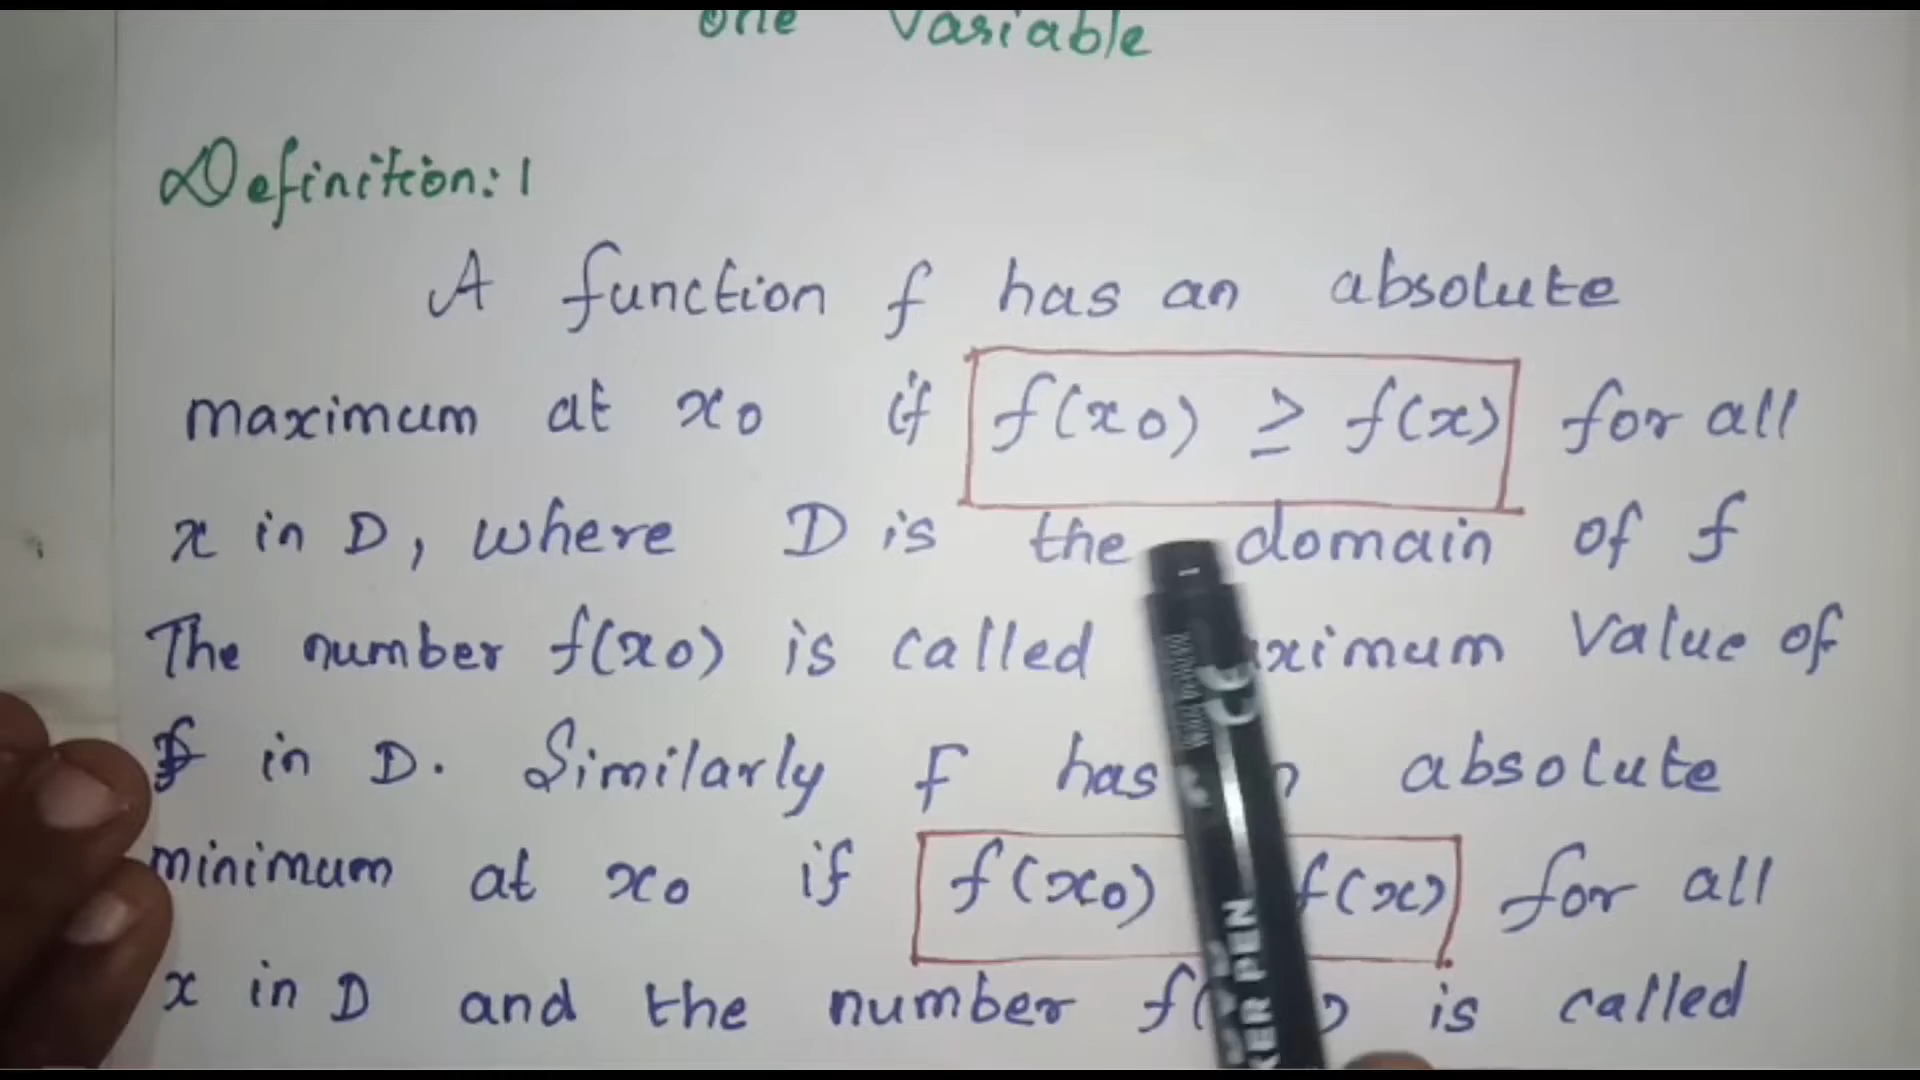 one Variable
Definition: 1
A function f has an absolute
maximum at x₀ if f(x₀) ≥ f(x) for all
x in D, where D is the domain of f
The number f(x₀) is called Value of
f in D. Similarly f has absolute
minimum at x₀ if f(x₀) f(x) for all
x in D and the number is called
KER PEN